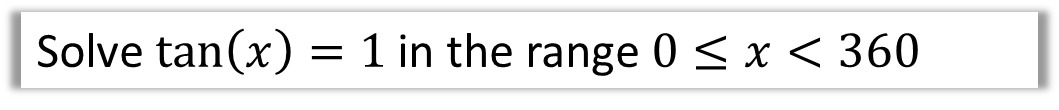 Solve tan(x) = 1 in the range 0 ≤ x < 360